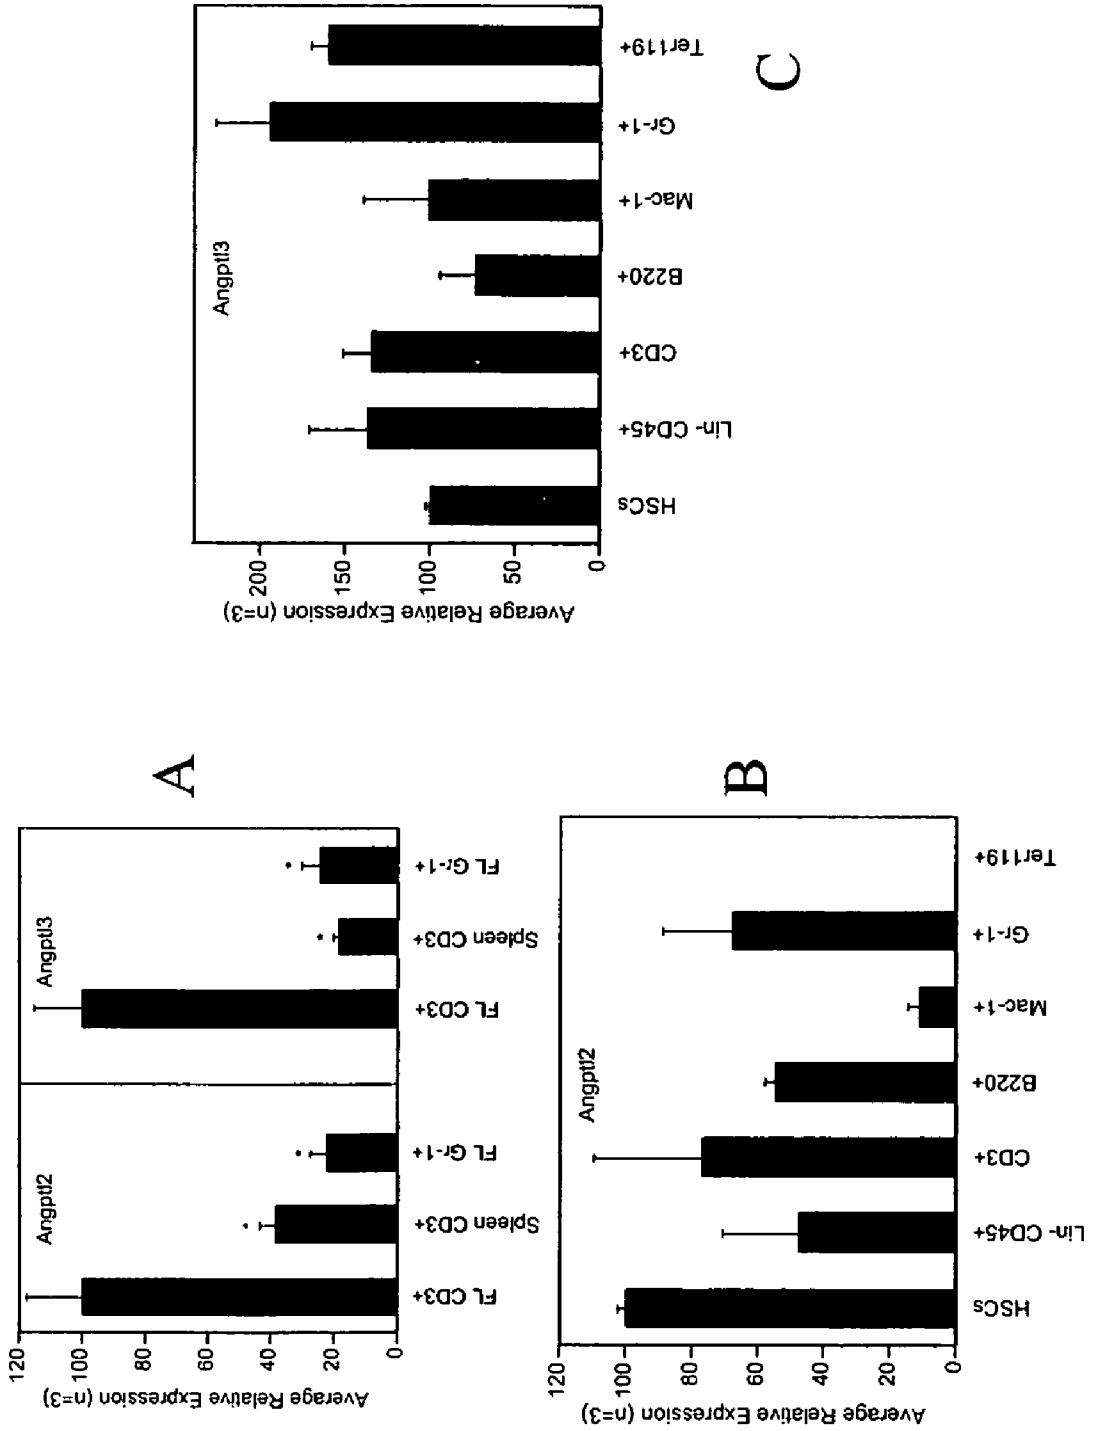 A
Angptl2
Angptl3
Average Relative Expression (n=3)
120
100
80
60
40
20
0
FL CD3+
Spleen CD3+
FL Gr-1+
FL CD3+
Spleen CD3+
FL Gr-1+
*
*
*
*
B
Angptl2
Average Relative Expression (n=3)
120
100
80
60
40
20
0
HSCs
Lin- CD45+
CD3+
B220+
Mac-1+
Gr-1+
Ter119+
C
Angptl3
Average Relative Expression (n=3)
200
150
100
50
0
HSCs
Lin- CD45+
CD3+
B220+
Mac-1+
Gr-1+
Ter119+